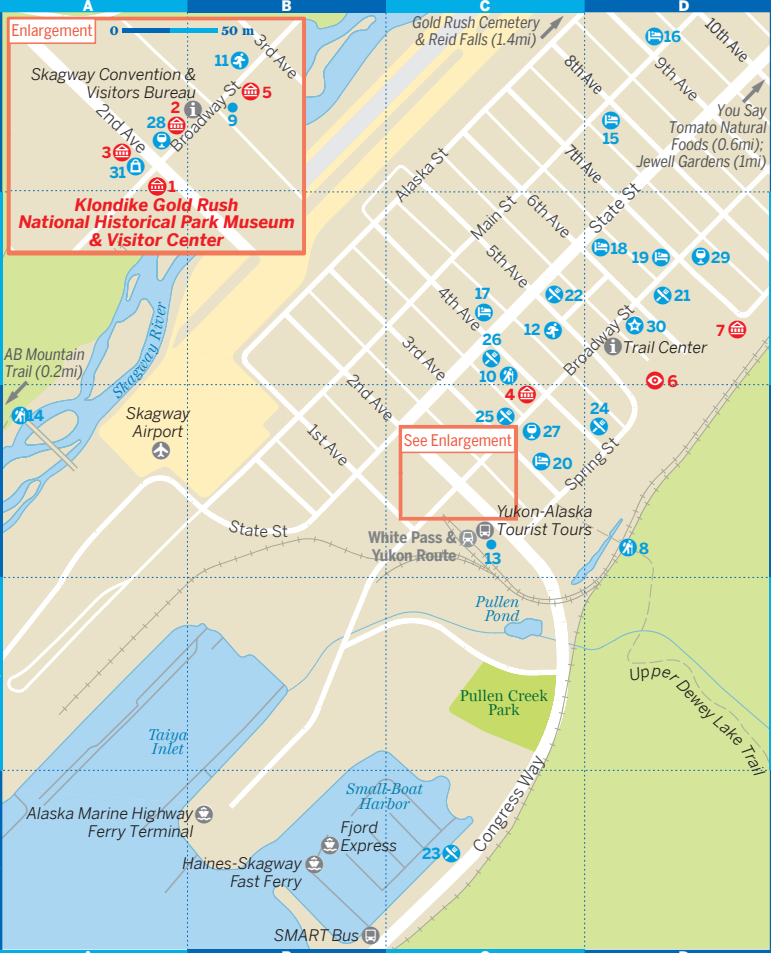 A
B
C
D
Enlargement
0
50 m
11
3rd Ave
Skagway Convention &
Visitors Bureau
5
2
Broadway St
9
28
2nd Ave
3
31
1
Klondike Gold Rush
National Historical Park Museum
& Visitor Center
Gold Rush Cemetery
& Reid Falls (1.4mi)
16
10th Ave
8th Ave
9th Ave
15
You Say
Tomato Natural
Foods (0.6mi);
Jewell Gardens (1mi)
7th Ave
Alaska St
State St
Main St
6th Ave
5th Ave
18
19
29
4th Ave
17
22
21
Skagway River
12
Broadway St
30
7
26
3rd Ave
Trail Center
AB Mountain
Trail (0.2mi)
10
6
2nd Ave
4
14
Skagway
Airport
25
24
1st Ave
See Enlargement
27
20
Spring St
State St
Yukon-Alaska
Tourist Tours
White Pass &
Yukon Route
13
8
Pullen
Pond
Upper Dewey Lake Trail
Pullen Creek
Park
Taiya
Inlet
Small-Boat
Harbor
Congress Way
Alaska Marine Highway
Ferry Terminal
Fjord
Express
23
Haines-Skagway
Fast Ferry
SMART Bus